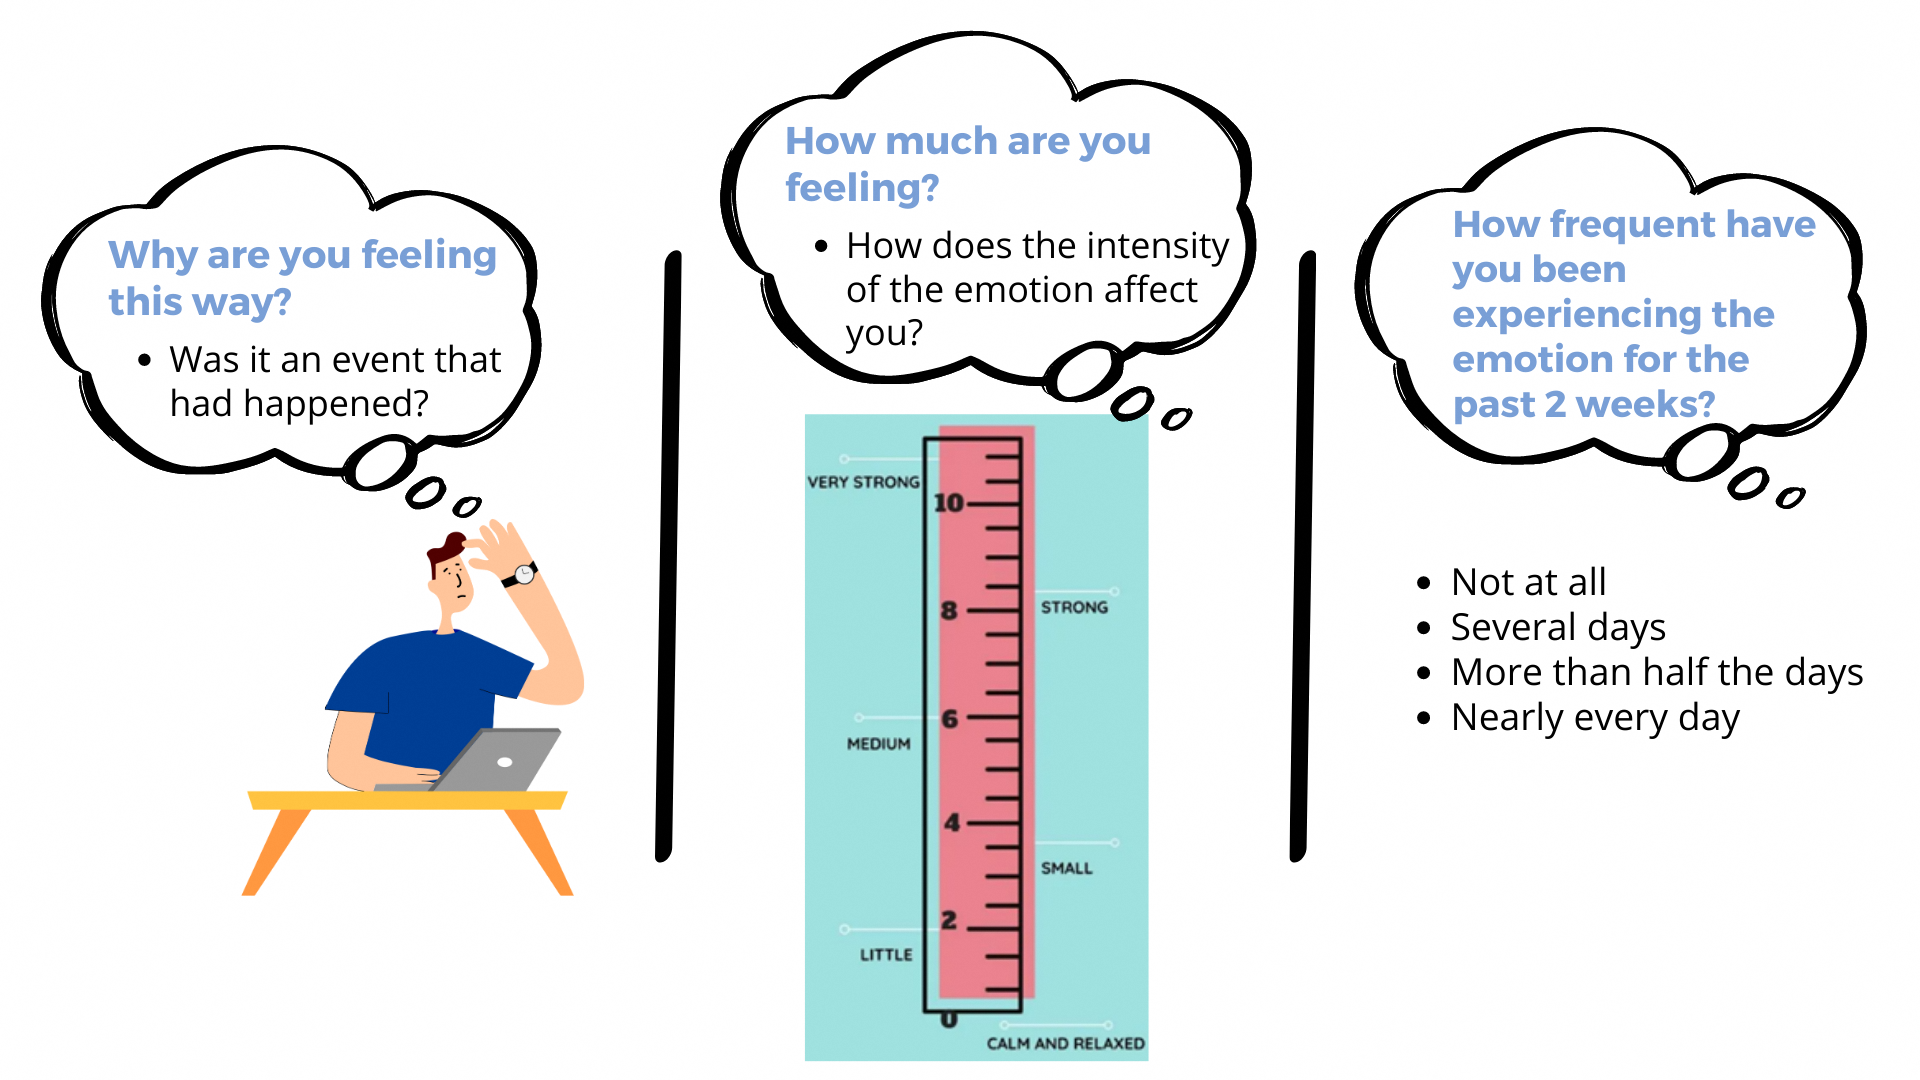 Why are you feeling
this way?
• Was it an event that
had happened?
How much are you
feeling?
• How does the intensity
of the emotion affect
you?
VERY STRONG
10
8
STRONG
6
MEDIUM
4
SMALL
2
LITTLE
0
CALM AND RELAXED
How frequent have
you been
experiencing the
emotion for the
past 2 weeks?
• Not at all
• Several days
• More than half the days
• Nearly every day